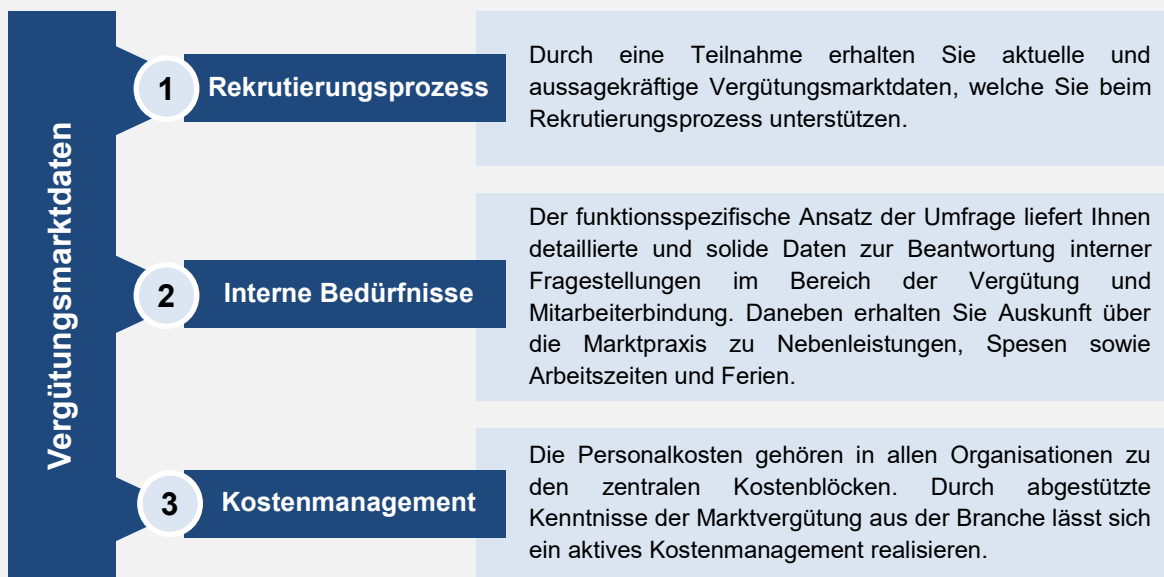 Vergütungsmarktdaten
1
Rekrutierungsprozess
Durch eine Teilnahme erhalten Sie aktuelle und
aussagekräftige Vergütungsmarktdaten, welche Sie beim
Rekrutierungsprozess unterstützen.
2
Interne Bedürfnisse
Der funktionsspezifische Ansatz der Umfrage liefert Ihnen
detaillierte und solide Daten zur Beantwortung interner
Fragestellungen im Bereich der Vergütung und
Mitarbeiterbindung. Daneben erhalten Sie Auskunft über
die Marktpraxis zu Nebenleistungen, Spesen sowie
Arbeitszeiten und Ferien.
3
Kostenmanagement
Die Personalkosten gehören in allen Organisationen zu
den zentralen Kostenblöcken. Durch abgestützte
Kenntnisse der Marktvergütung aus der Branche lässt sich
ein aktives Kostenmanagement realisieren.